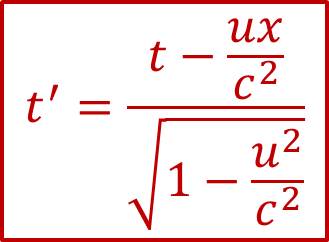 t′ = (t − ux/c²) / √(1 − u²/c²)